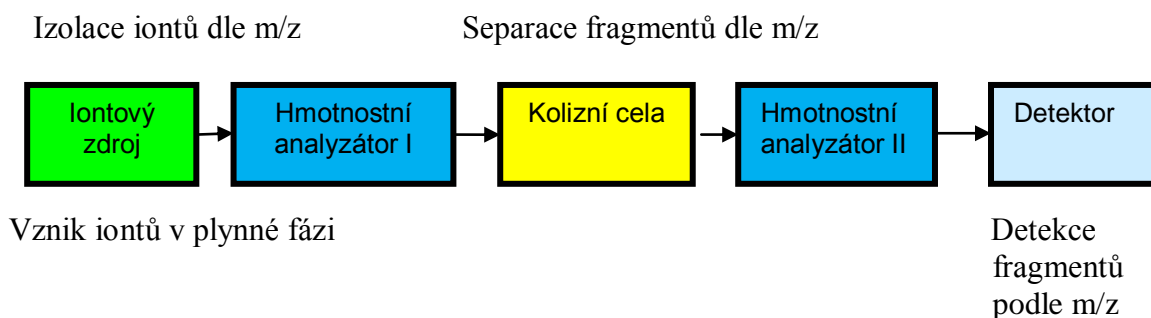 Izolace iontů dle m/z
Separace fragmentů dle m/z
Iontový
zdroj
Hmotnostní
analyzátor I
Kolizní cela
Hmotnostní
analyzátor II
Detektor
Vznik iontů v plynné fázi
Detekce
fragmentů
podle m/z